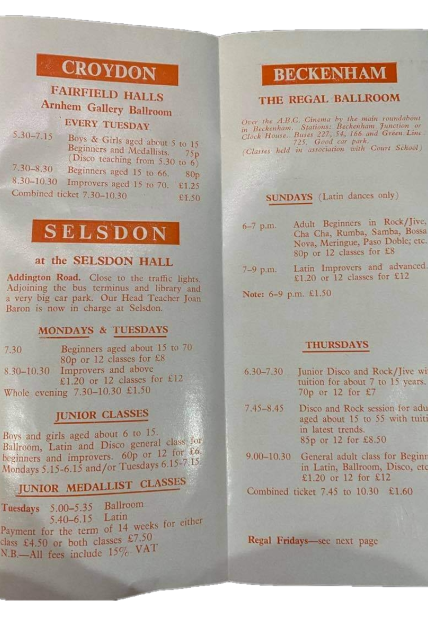 CROYDON
FAIRFIELD HALLS
Arnhem Gallery Ballroom
EVERY TUESDAY
5.30-7.15 Boys & Girls aged about 5 to 15
Beginners and Medallists. 75p
(Disco teaching from 5.30 to 6
7.30-8.30 Beginners aged 15 to 66. 80p
8.30-10.30 Improvers aged 15 to 70. £1.25
Combined ticket 7.30-10.30 £1.50
SELSDON
at the SELSDON HALL
Addington Road. Close to the traffic lights.
Adjoining the bus terminus and library and
a very big car park. Our Head Teacher Joan
Baron is now in charge at Selsdon.
MONDAYS & TUESDAYS
7.30 Beginners aged about 15 to 70
80p or 12 classes for £8
8.30-10.30 Improvers and above
£1.20 or 12 classes for £12
Whole evening 7.30-10.30 £1.50
JUNIOR CLASSES
Boys and girls aged about 6 to 15.
Ballroom, Latin and Disco general class for
beginners and improvers. 60p or 12 for £6.
Mondays 5.15-6.15 and/or Tuesdays 6.15-7.15
JUNIOR MEDALLIST CLASSES
Tuesdays 5.00-5.35 Ballroom
5.40-6.15 Latin
Payment for the term of 14 weeks for either
class £4.50 or both classes £7.50
N.B.—All fees include 15% VAT
BECKENHAM
THE REGAL BALLROOM
Over the A.B.C. Cinema by the main roundabout
in Beckenham. Stations: Beckenham Junction or
Clock House. Buses 227, 54, 166 and Green Line
725. Good car park.
(Classes held in association with Court School)
SUNDAYS (Latin dances only)
6-7 p.m. Adult Beginners in Rock/Jive,
Cha Cha, Rumba, Samba, Bossa
Nova, Meringue, Paso Doble; etc.
80p or 12 classes for £8
7-9 p.m. Latin Improvers and advanced.
£1.20 or 12 classes for £12
Note: 6-9 p.m. £1.50
THURSDAYS
6.30-7.30 Junior Disco and Rock/Jive wi
tuition for about 7 to 15 years.
70p or 12 for £7
7.45-8.45 Disco and Rock session for adu
aged about 15 to 55 with tuiti
in latest trends.
85p or 12 for £8.50
9.00-10.30 General adult class for Beginn
in Latin, Ballroom, Disco, etc
£1.20 or 12 for £12
Combined ticket 7.45 to 10.30 £1.60
Regal Fridays—see next page